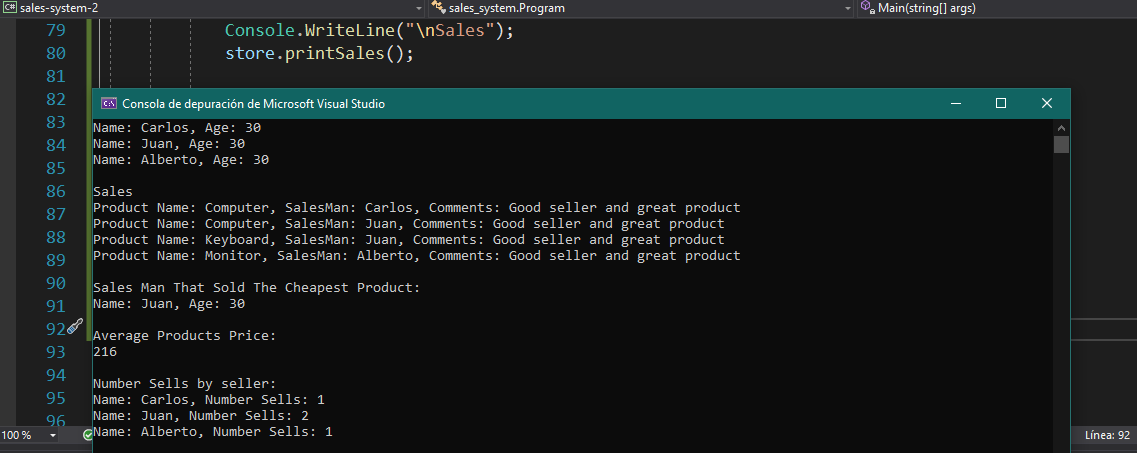 C# sales-system-2 sales_system.Program Main(string[] args)
79 Console.WriteLine("\nSales");
80 store.printSales();
81
82
83
84
85
86
87
88
89
90
91
92
93
94
95
96
Consola de depuración de Microsoft Visual Studio
Name: Carlos, Age: 30
Name: Juan, Age: 30
Name: Alberto, Age: 30
Sales
Product Name: Computer, SalesMan: Carlos, Comments: Good seller and great product
Product Name: Computer, SalesMan: Juan, Comments: Good seller and great product
Product Name: Keyboard, SalesMan: Juan, Comments: Good seller and great product
Product Name: Monitor, SalesMan: Alberto, Comments: Good seller and great product
Sales Man That Sold The Cheapest Product:
Name: Juan, Age: 30
Average Products Price:
216
Number Sells by seller:
Name: Carlos, Number Sells: 1
Name: Juan, Number Sells: 2
Name: Alberto, Number Sells: 1
100 % Línea: 92